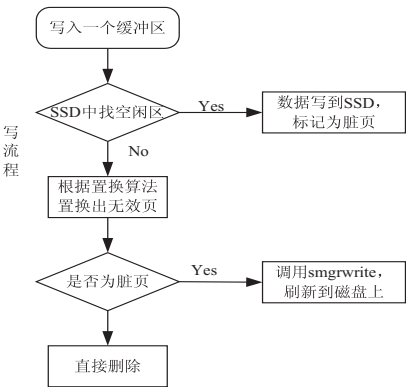 写入一个缓冲区
SSD中找空闲区
Yes
数据写到SSD,
标记为脏页
写
流
程
No
根据置换算法
置换出无效页
是否为脏页
Yes
调用smgrwrite,
刷新到磁盘上
直接删除